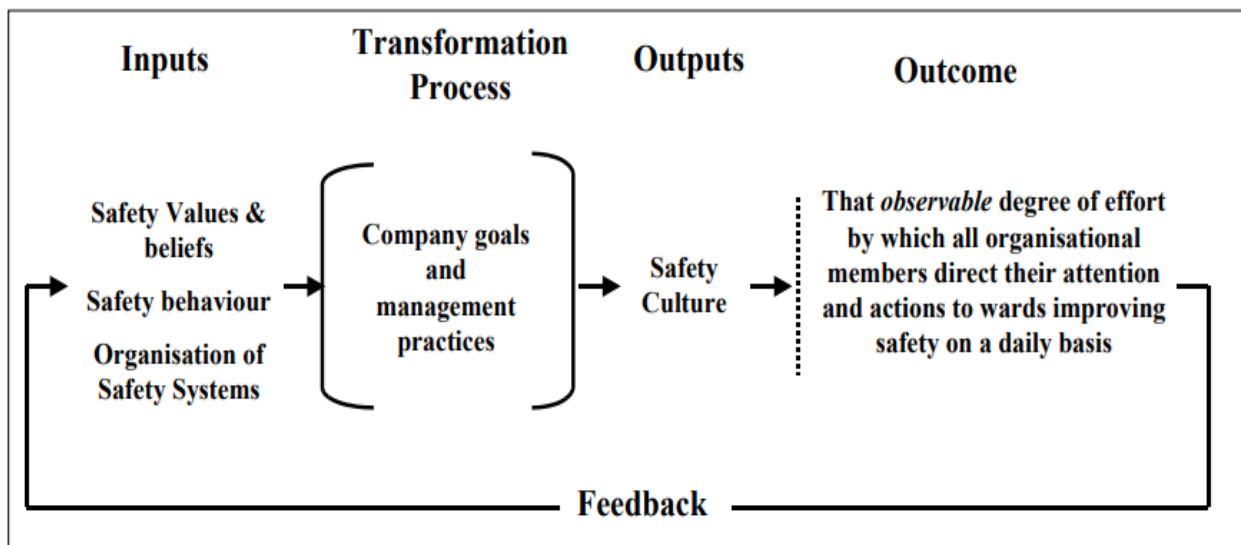 Inputs
Transformation
Process
Outputs
Outcome
Safety Values &
beliefs
Safety behaviour
Organisation of
Safety Systems
Company goals
and
management
practices
Safety
Culture
That observable degree of effort
by which all organisational
members direct their attention
and actions to wards improving
safety on a daily basis
Feedback